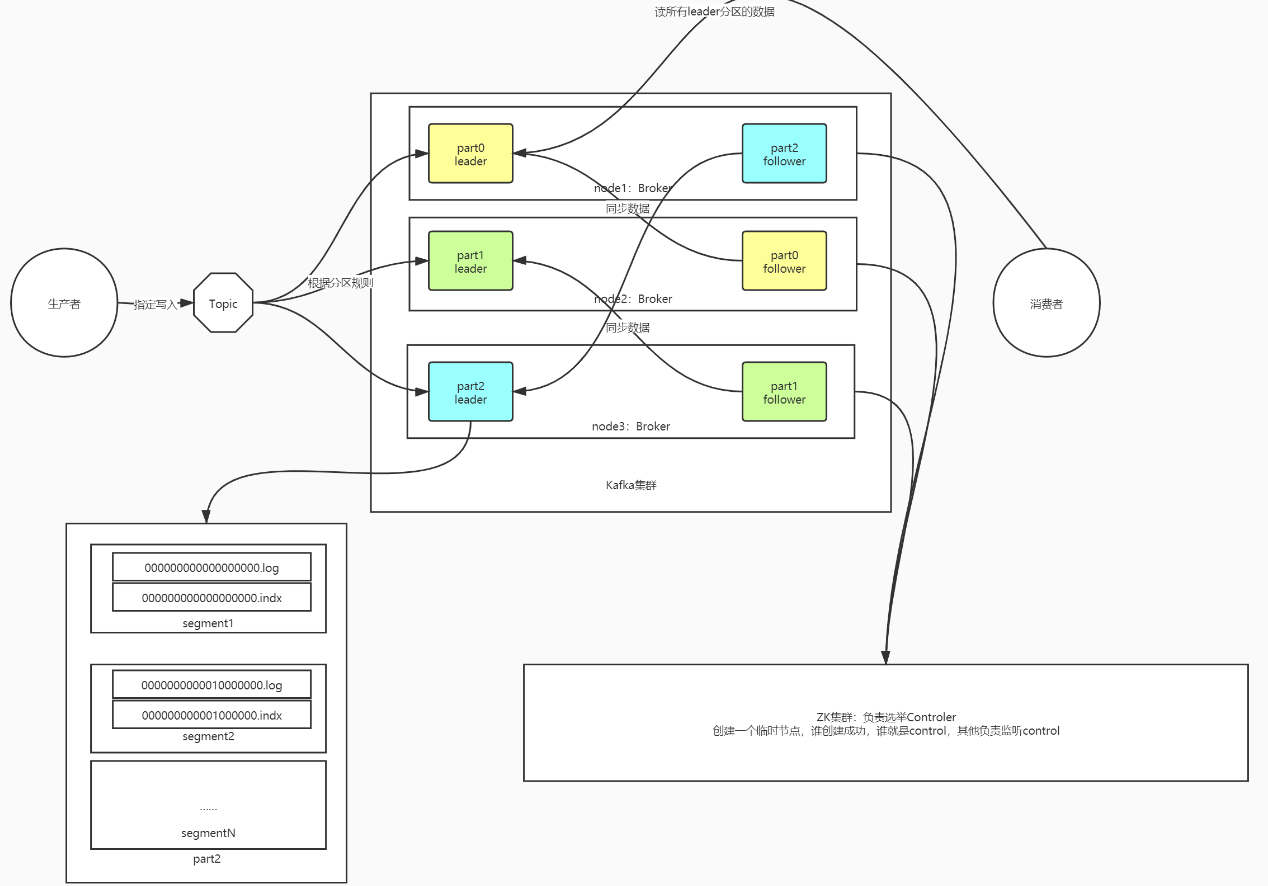 读所有leader分区的数据
part0
leader
part2
follower
node1：Broker
同步数据
part1
leader
part0
follower
node2：Broker
同步数据
part2
leader
part1
follower
node3：Broker
Kafka集群
生产者
指定写入
Topic
根据分区规则
消费者
000000000000000000.log
000000000000000000.indx
segment1
0000000000010000000.log
000000000001000000.indx
segment2
......
segmentN
part2
ZK集群：负责选举Controler
创建一个临时节点，谁创建成功，谁就是control，其他负责监听control